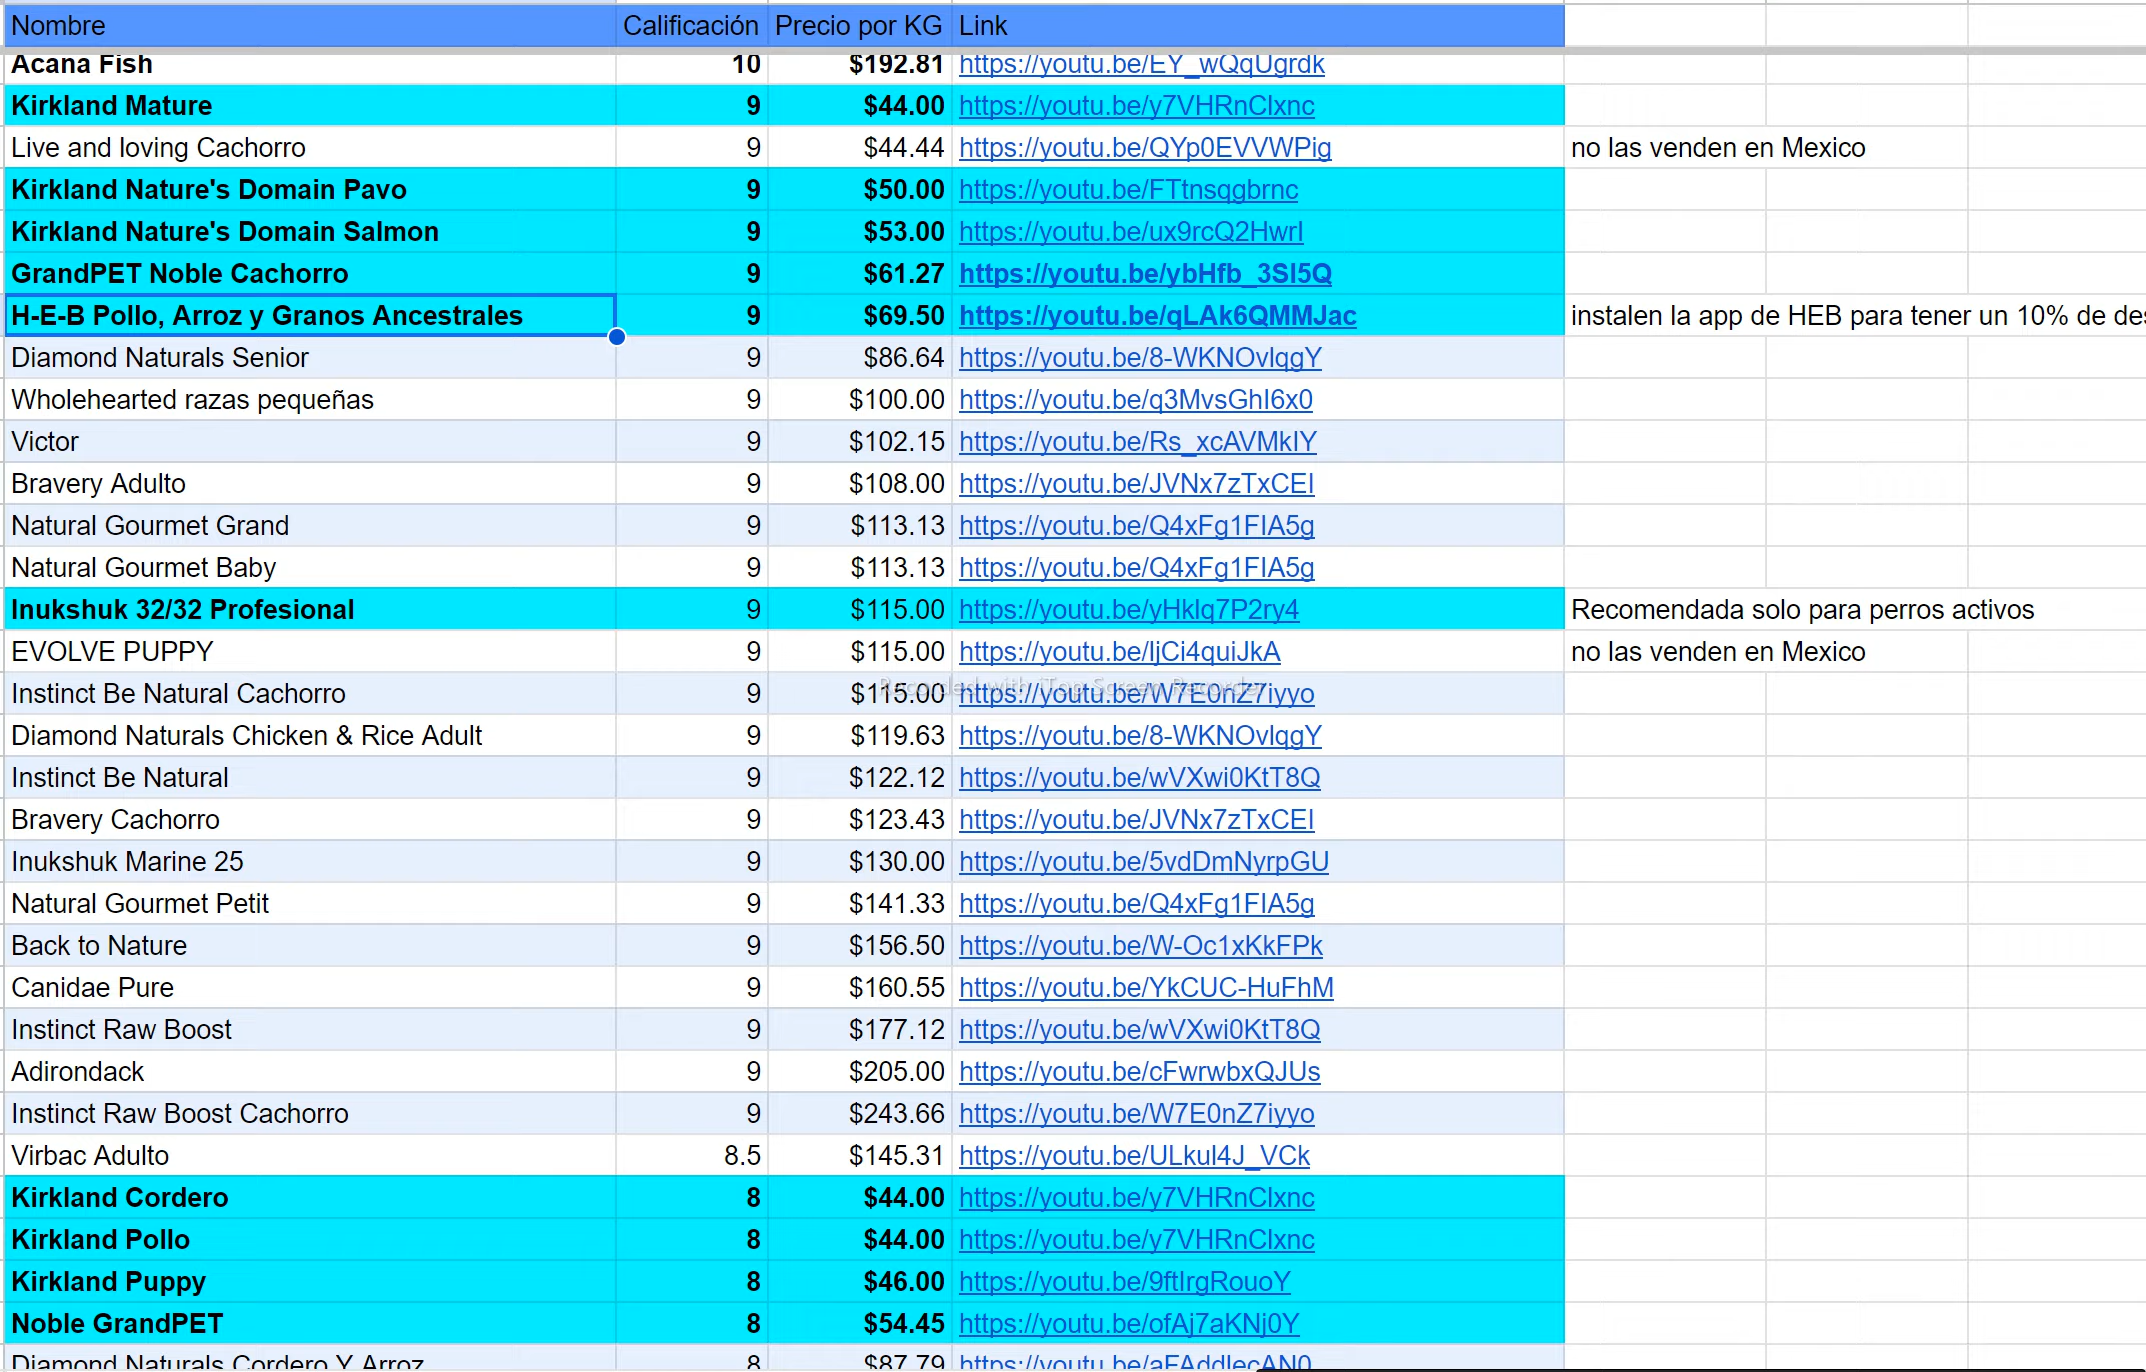 Nombre Calificación Precio por KG Link
Acana Fish 10 $192.81 https://youtu.be/EY_wQqUgrdk
Kirkland Mature 9 $44.00 https://youtu.be/y7VHRnClxnc
Live and loving Cachorro 9 $44.44 https://youtu.be/QYp0EVVWPig no las venden en Mexico
Kirkland Nature's Domain Pavo 9 $50.00 https://youtu.be/FTtnsqgbrnc
Kirkland Nature's Domain Salmon 9 $53.00 https://youtu.be/ux9rcQ2HwrI
GrandPET Noble Cachorro 9 $61.27 https://youtu.be/ybHfb_3SI5Q
H-E-B Pollo, Arroz y Granos Ancestrales 9 $69.50 https://youtu.be/qLAk6QMMJac instalen la app de HEB para tener un 10% de des
Diamond Naturals Senior 9 $86.64 https://youtu.be/8-WKNOvlqgY
Wholehearted razas pequeñas 9 $100.00 https://youtu.be/q3MvsGhI6x0
Victor 9 $102.15 https://youtu.be/Rs_xcAVMkIY
Bravery Adulto 9 $108.00 https://youtu.be/JVNx7zTxCEI
Natural Gourmet Grand 9 $113.13 https://youtu.be/Q4xFg1FIA5g
Natural Gourmet Baby 9 $113.13 https://youtu.be/Q4xFg1FIA5g
Inukshuk 32/32 Profesional 9 $115.00 https://youtu.be/yHklq7P2ry4 Recomendada solo para perros activos
EVOLVE PUPPY 9 $115.00 https://youtu.be/ljCi4quiJkA no las venden en Mexico
Recorded with iTop Screen Recorder
Instinct Be Natural Cachorro 9 $115.00 https://youtu.be/W7E0nZ7iyyo
Diamond Naturals Chicken & Rice Adult 9 $119.63 https://youtu.be/8-WKNOvlqgY
Instinct Be Natural 9 $122.12 https://youtu.be/wVXwi0KtT8Q
Bravery Cachorro 9 $123.43 https://youtu.be/JVNx7zTxCEI
Inukshuk Marine 25 9 $130.00 https://youtu.be/5vdDmNyrpGU
Natural Gourmet Petit 9 $141.33 https://youtu.be/Q4xFg1FIA5g
Back to Nature 9 $156.50 https://youtu.be/W-Oc1xKkFPk
Canidae Pure 9 $160.55 https://youtu.be/YkCUC-HuFhM
Instinct Raw Boost 9 $177.12 https://youtu.be/wVXwi0KtT8Q
Adirondack 9 $205.00 https://youtu.be/cFwrwbxQJUs
Instinct Raw Boost Cachorro 9 $243.66 https://youtu.be/W7E0nZ7iyyo
Virbac Adulto 8.5 $145.31 https://youtu.be/ULkul4J_VCk
Kirkland Cordero 8 $44.00 https://youtu.be/y7VHRnClxnc
Kirkland Pollo 8 $44.00 https://youtu.be/y7VHRnClxnc
Kirkland Puppy 8 $46.00 https://youtu.be/9ftIrgRouoY
Noble GrandPET 8 $54.45 https://youtu.be/ofAj7aKNj0Y
Diamond Naturals Cordero Y Arroz 8 $87.79 https://youtu.be/aFAddlecAN0